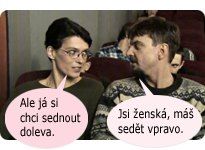 Ale já si
chci sednout
doleva.
Jsi ženská, máš
sedět vpravo.